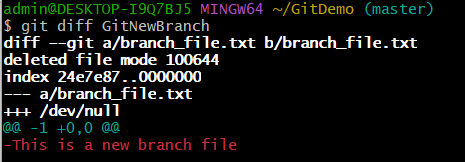 admin@DESKTOP-I9Q7BJ5 MINGW64 ~/GitDemo (master)
$ git diff GitNewBranch
diff --git a/branch_file.txt b/branch_file.txt
deleted file mode 100644
index 24e7e87..0000000
--- a/branch_file.txt
+++ /dev/null
@@ -1 +0,0 @@
-This is a new branch file